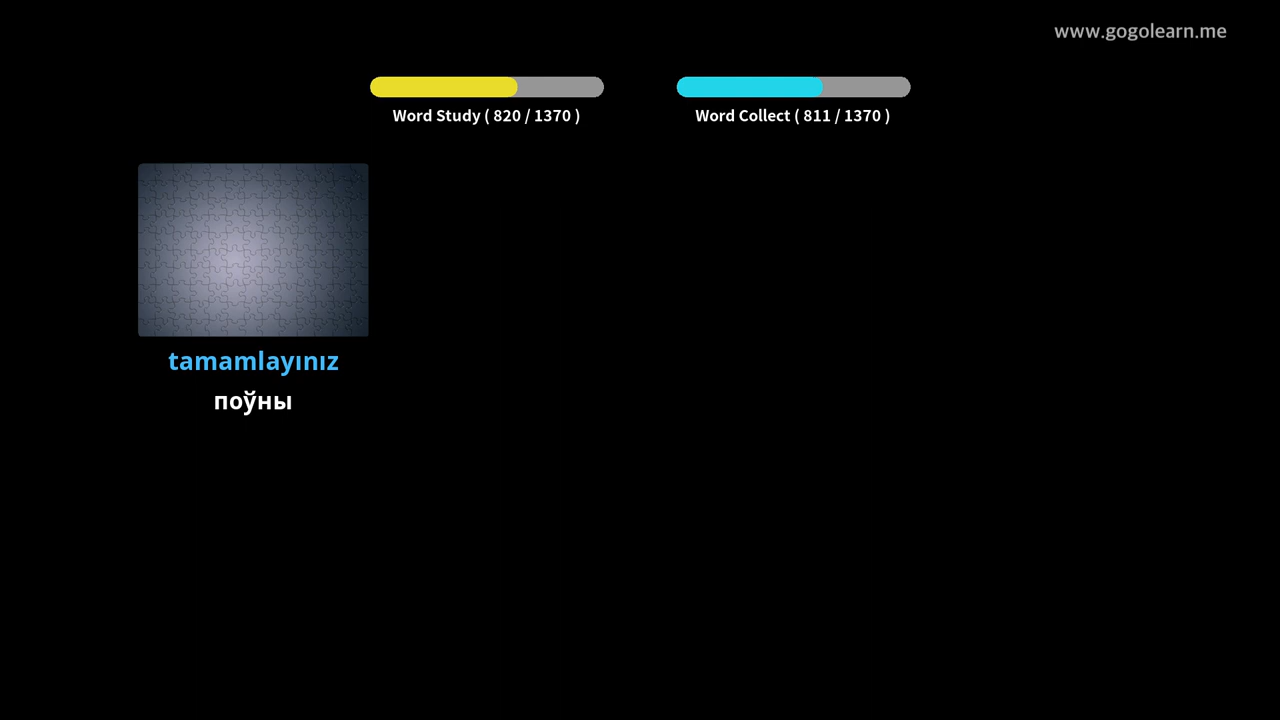 www.gogolearn.me
Word Study ( 820 / 1370 )
Word Collect ( 811 / 1370 )
tamamlayınız
поўны